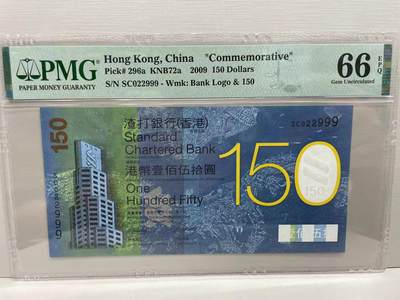 PMG
PAPER MONEY GUARANTY
Hong Kong, China "Commemorative"
Pick# 296a KNB72a 2009 150 Dollars
S/N SC022999 - Wmk: Bank Logo & 150
66 EPQ
Gem Uncirculated
150
渣打銀行(香港)
Standard
Chartered Bank
港幣壹佰伍拾圓
One
Hundred Fifty
SC022999
150
150